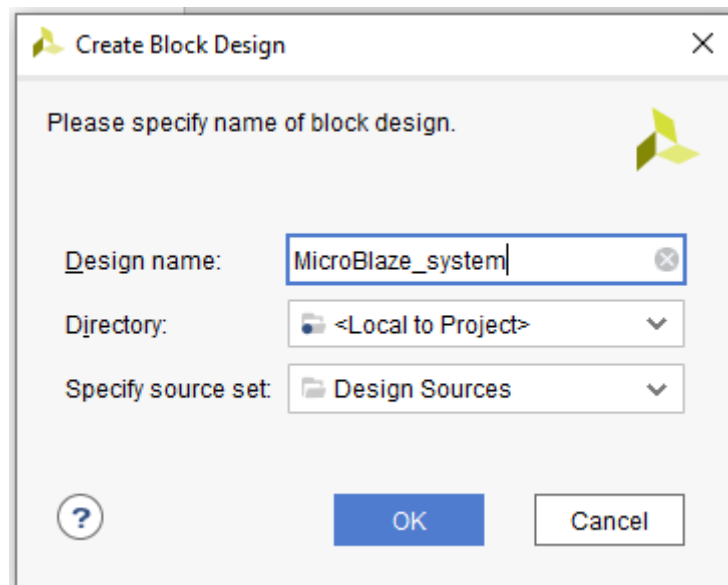 Create Block Design
Please specify name of block design.
Design name: MicroBlaze_system
Directory: <Local to Project>
Specify source set: Design Sources
? OK Cancel